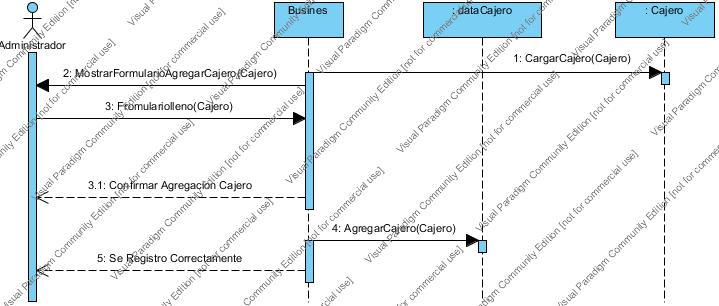 Busines
: dataCajero
: Cajero
Administrador
1: CargarCajero(Cajero)
2: MostrarFormularioAgregarCajero(Cajero)
3: Fromulariolleno(Cajero)
3.1: Confirmar Agregacion Cajero
4: AgregarCajero(Cajero)
5: Se Registro Correctamente
Visual Paradigm Community Edition [not for commercial use]